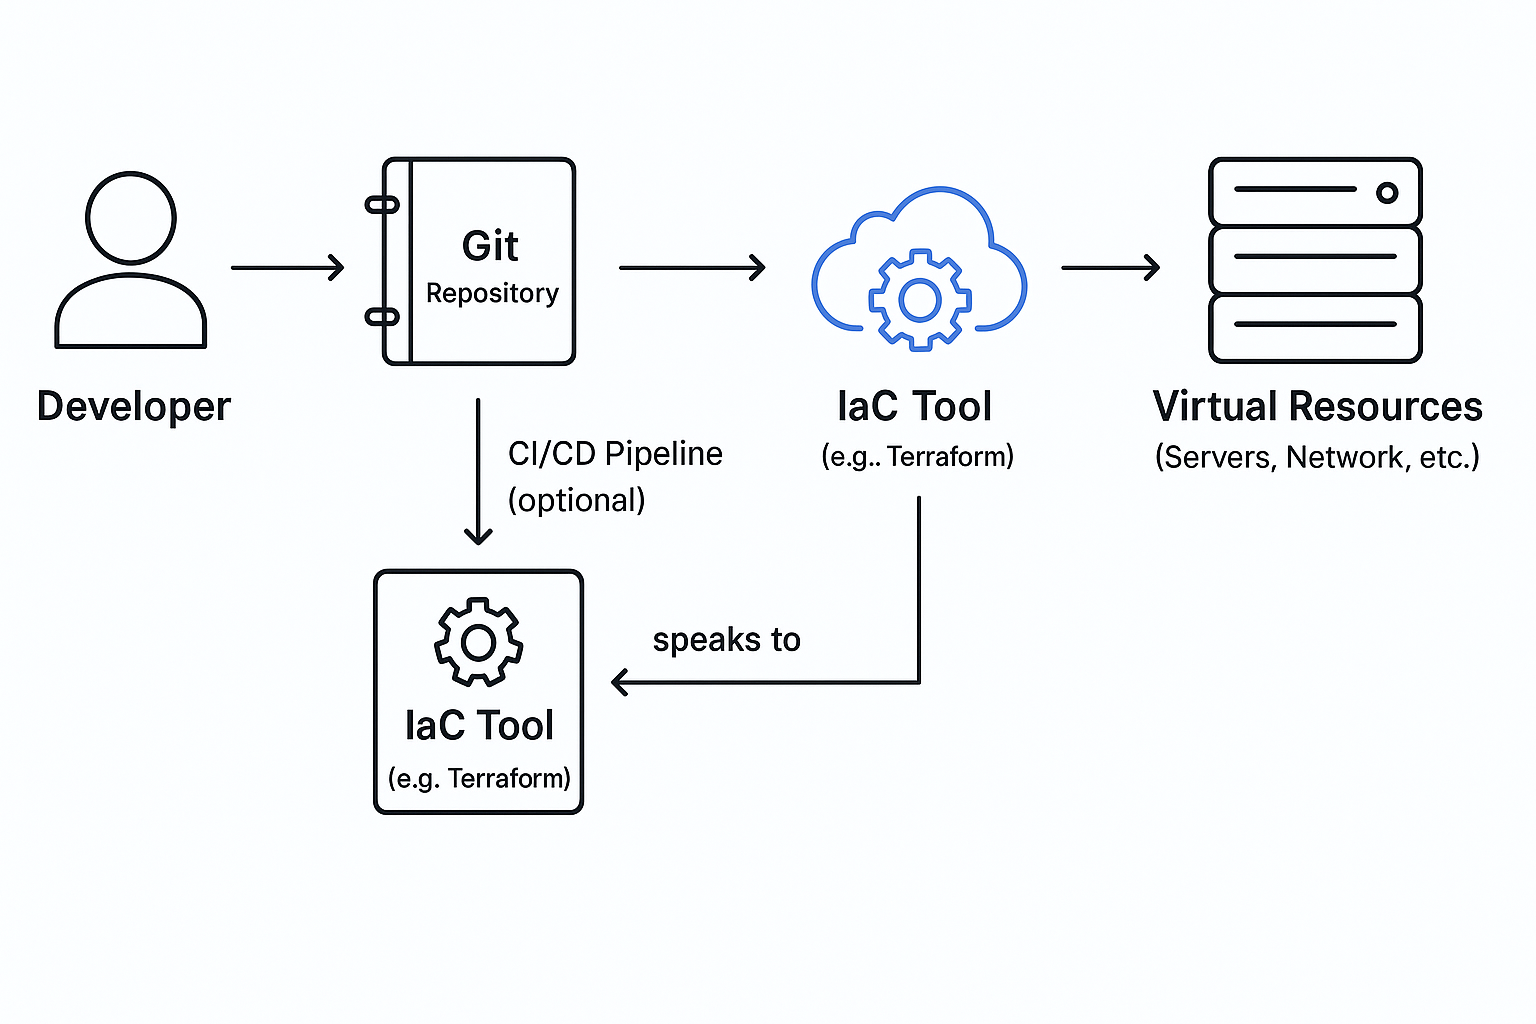 Git
Repository
Developer
IaC Tool
(e.g.. Terraform)
Virtual Resources
(Servers, Network, etc.)
CI/CD Pipeline
(optional)
speaks to
IaC Tool
(e.g. Terraform)